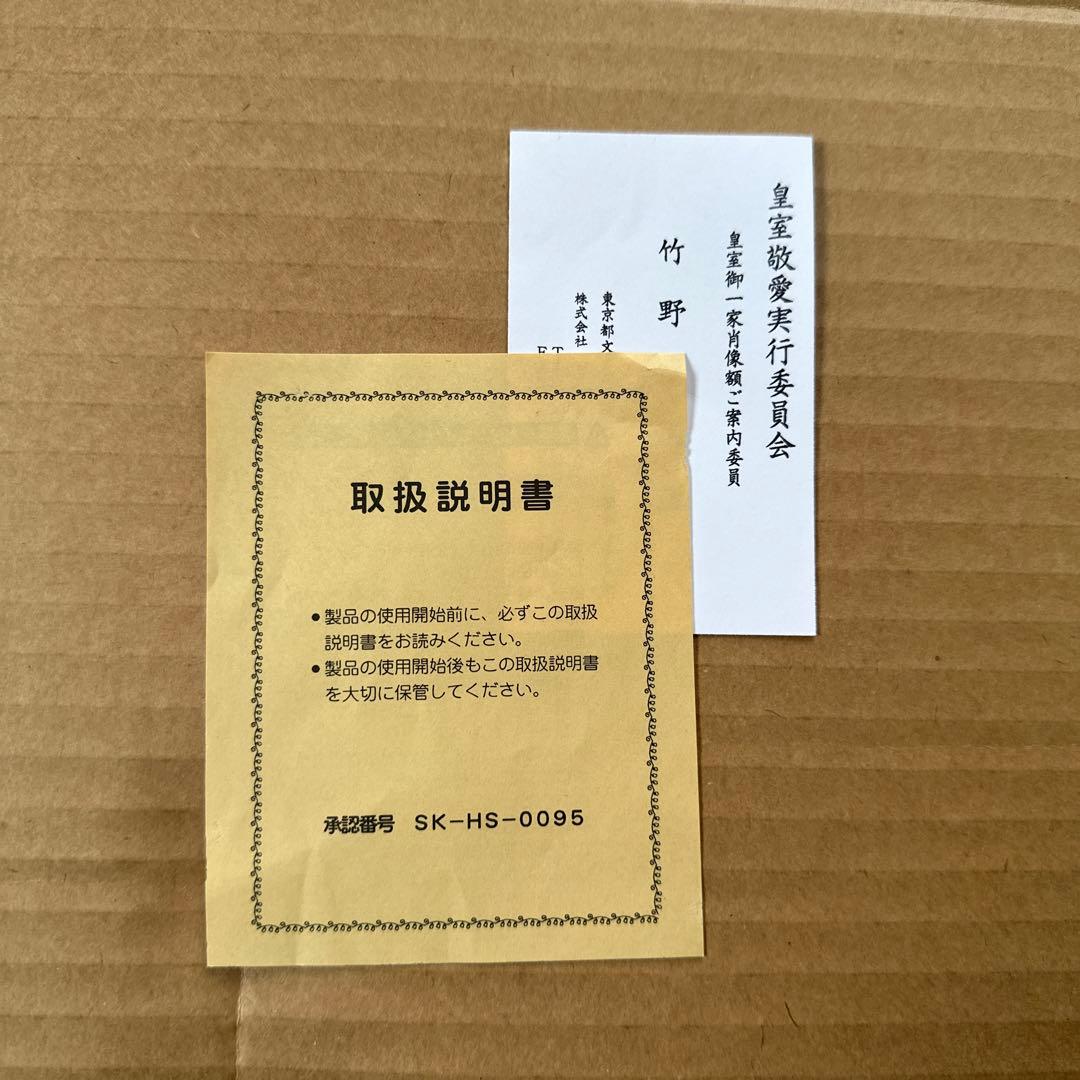 皇室敬愛実行委員会
皇室御一家肖像額ご案内委員
竹野
東京都文
株式会社
T
F
取扱説明書
●製品の使用開始前に、必ずこの取扱
説明書をお読みください。
●製品の使用開始後もこの取扱説明書
を大切に保管してください。
承認番号 SK-HS-0095